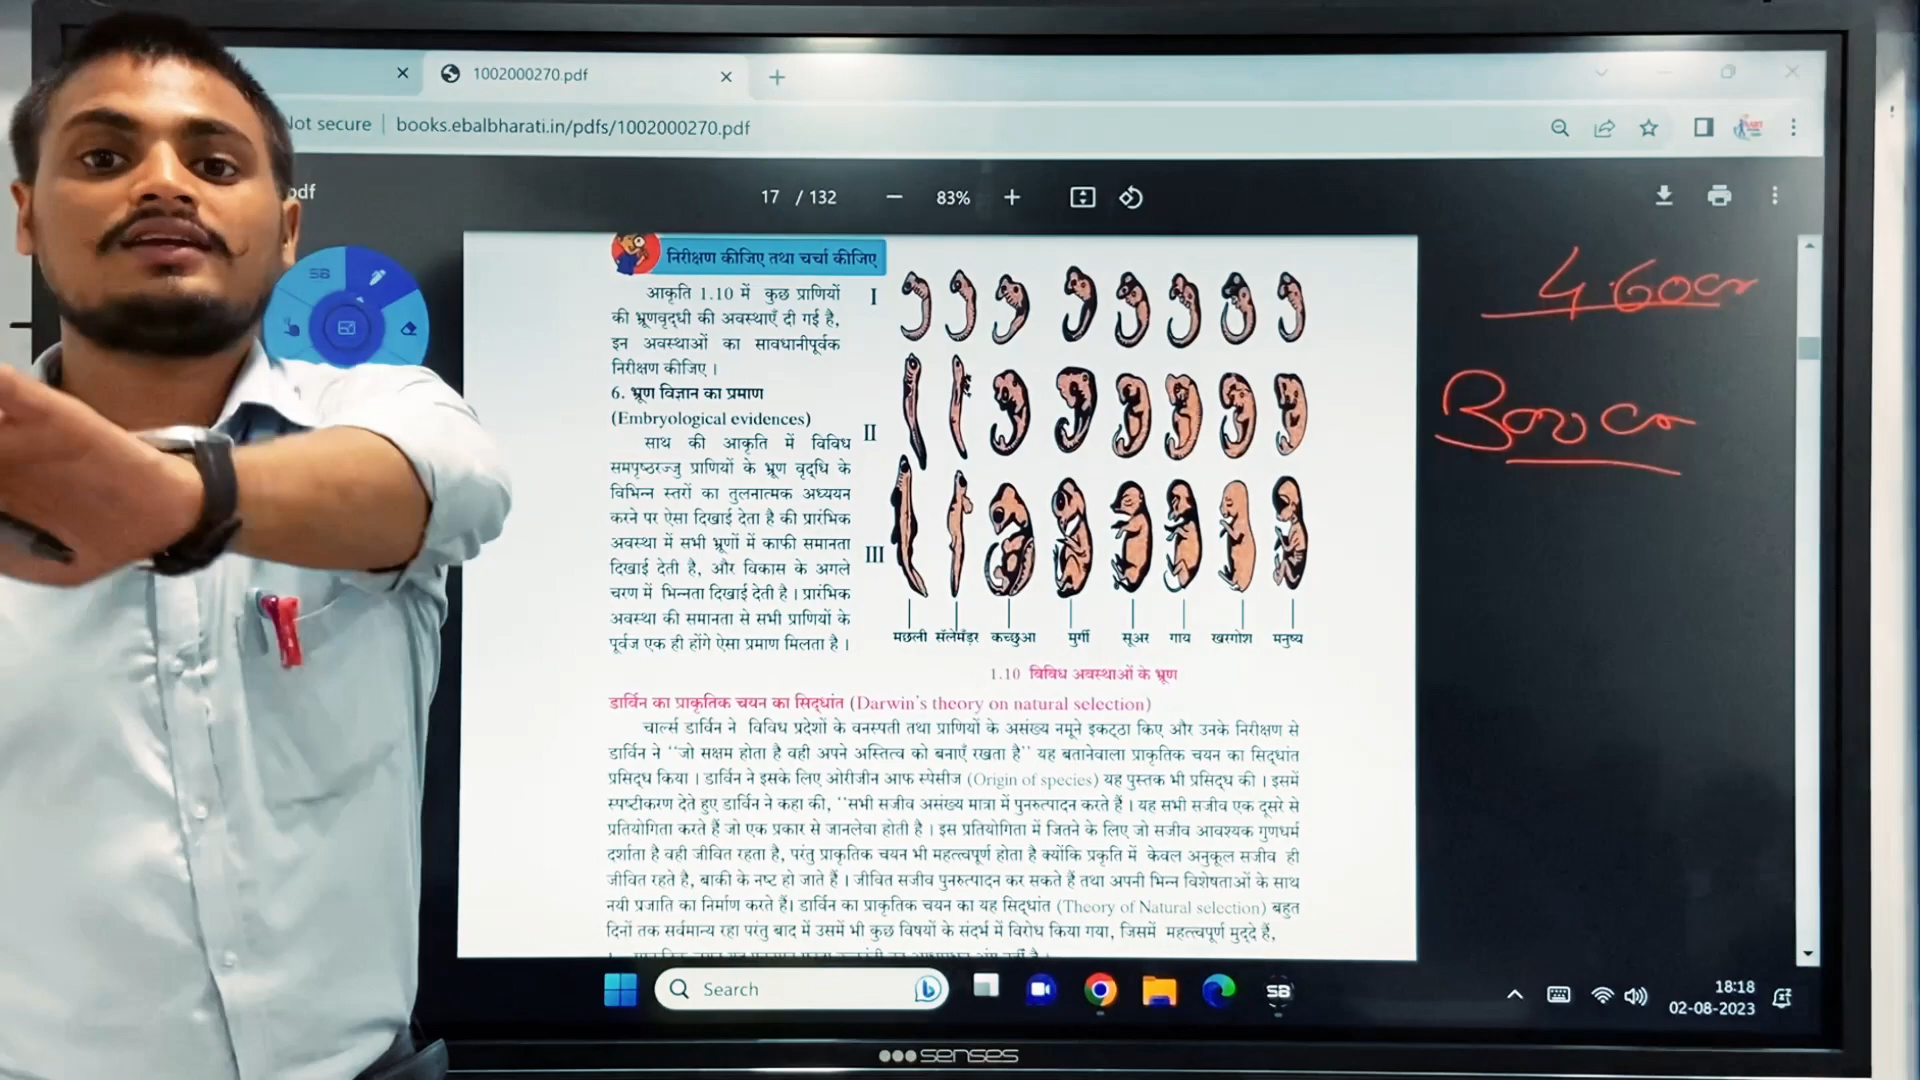 1002000270.pdf
Not secure | books.ebalbharati.in/pdfs/1002000270.pdf
pdf
17 / 132
83%
निरीक्षण कीजिए तथा चर्चा कीजिए
आकृति 1.10 में कुछ प्राणियों
की भ्रूणवृद्धी की अवस्थाएँ दी गई है,
इन अवस्थाओं का सावधानीपूर्वक
निरीक्षण कीजिए ।
6. भ्रूण विज्ञान का प्रमाण
(Embryological evidences)
साथ की आकृति में विविध
समपृष्ठरज्जु प्राणियों के भ्रूण वृद्धि के
विभिन्न स्तरों का तुलनात्मक अध्ययन
करने पर ऐसा दिखाई देता है की प्रारंभिक
अवस्था में सभी भ्रूणों में काफी समानता
दिखाई देती है, और विकास के अगले
चरण में भिन्नता दिखाई देती है । प्रारंभिक
अवस्था की समानता से सभी प्राणियों के
पूर्वज एक ही होंगे ऐसा प्रमाण मिलता है ।
I
II
III
मछली सॅलेमँडर कच्छुआ मुर्गी सूअर गाय खरगोश मनुष्य
1.10 विविध अवस्थाओं के भ्रूण
डार्विन का प्राकृतिक चयन का सिद्धांत (Darwin's theory on natural selection)
चार्ल्स डार्विन ने विविध प्रदेशों के वनस्पती तथा प्राणियों के असंख्य नमूने इकट्ठा किए और उनके निरीक्षण से
डार्विन ने "जो सक्षम होता है वही अपने अस्तित्व को बनाएँ रखता है" यह बतानेवाला प्राकृतिक चयन का सिद्धांत
प्रसिद्ध किया । डार्विन ने इसके लिए ओरीजीन आफ स्पेसीज (Origin of species) यह पुस्तक भी प्रसिद्ध की । इसमें
स्पष्टीकरण देते हुए डार्विन ने कहा की, "सभी सजीव असंख्य मात्रा में पुनरुत्पादन करते हैं । यह सभी सजीव एक दूसरे से
प्रतियोगिता करते हैं जो एक प्रकार से जानलेवा होती है । इस प्रतियोगिता में जितने के लिए जो सजीव आवश्यक गुणधर्म
दर्शाता है वही जीवित रहता है, परंतु प्राकृतिक चयन भी महत्त्वपूर्ण होता है क्योंकि प्रकृति में केवल अनुकूल सजीव ही
जीवित रहते है, बाकी के नष्ट हो जाते हैं । जीवित सजीव पुनरुत्पादन कर सकते हैं तथा अपनी भिन्न विशेषताओं के साथ
नयी प्रजाति का निर्माण करते हैं। डार्विन का प्राकृतिक चयन का यह सिद्धांत (Theory of Natural selection) बहुत
दिनों तक सर्वमान्य रहा परंतु बाद में उसमें भी कुछ विषयों के संदर्भ में विरोध किया गया, जिसमें महत्त्वपूर्ण मुद्दे हैं,
Search
SB
18:18
02-08-2023
senses